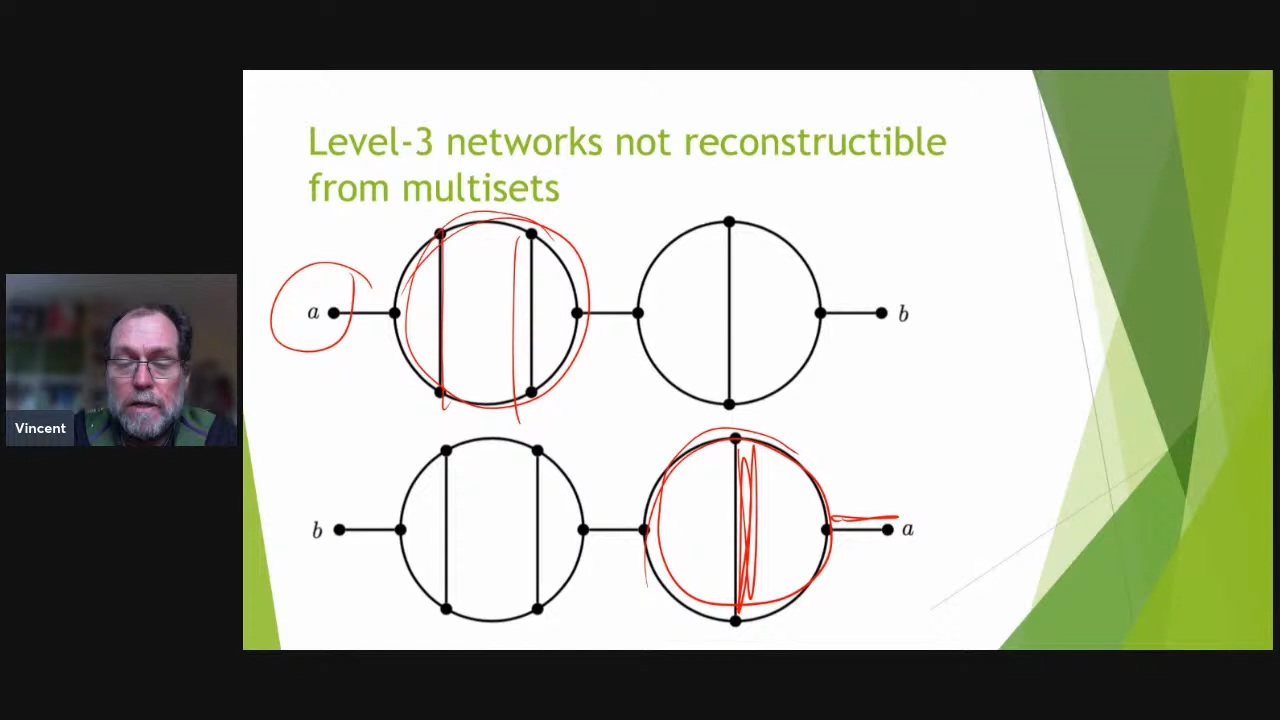 Level-3 networks not reconstructible
from multisets
a
b
Vincent
b
a